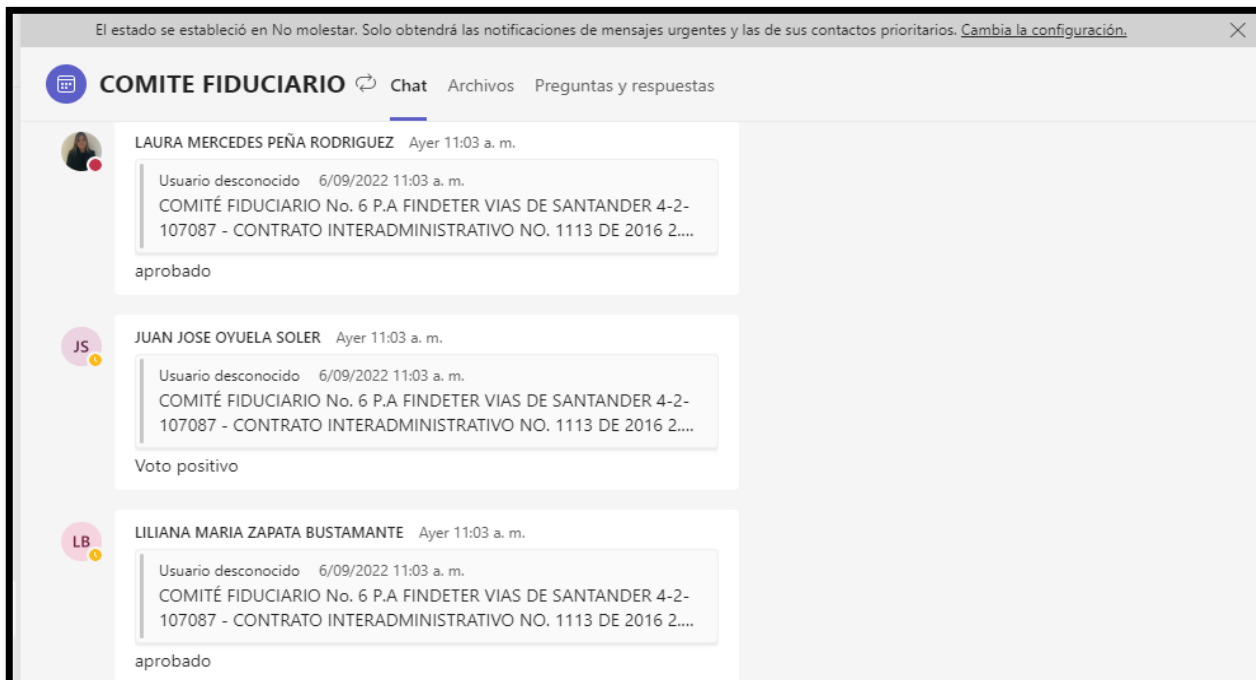 El estado se estableció en No molestar. Solo obtendrá las notificaciones de mensajes urgentes y las de sus contactos prioritarios. Cambia la configuración.
COMITE FIDUCIARIO Chat Archivos Preguntas y respuestas
LAURA MERCEDES PEÑA RODRIGUEZ Ayer 11:03 a. m.
Usuario desconocido 6/09/2022 11:03 a. m.
COMITÉ FIDUCIARIO No. 6 P.A FINDETER VIAS DE SANTANDER 4-2-
107087 - CONTRATO INTERADMINISTRATIVO NO. 1113 DE 2016 2....
aprobado
JS
JUAN JOSE OYUELA SOLER Ayer 11:03 a. m.
Usuario desconocido 6/09/2022 11:03 a. m.
COMITÉ FIDUCIARIO No. 6 P.A FINDETER VIAS DE SANTANDER 4-2-
107087 - CONTRATO INTERADMINISTRATIVO NO. 1113 DE 2016 2....
Voto positivo
LB
LILIANA MARIA ZAPATA BUSTAMANTE Ayer 11:03 a. m.
Usuario desconocido 6/09/2022 11:03 a. m.
COMITÉ FIDUCIARIO No. 6 P.A FINDETER VIAS DE SANTANDER 4-2-
107087 - CONTRATO INTERADMINISTRATIVO NO. 1113 DE 2016 2....
aprobado